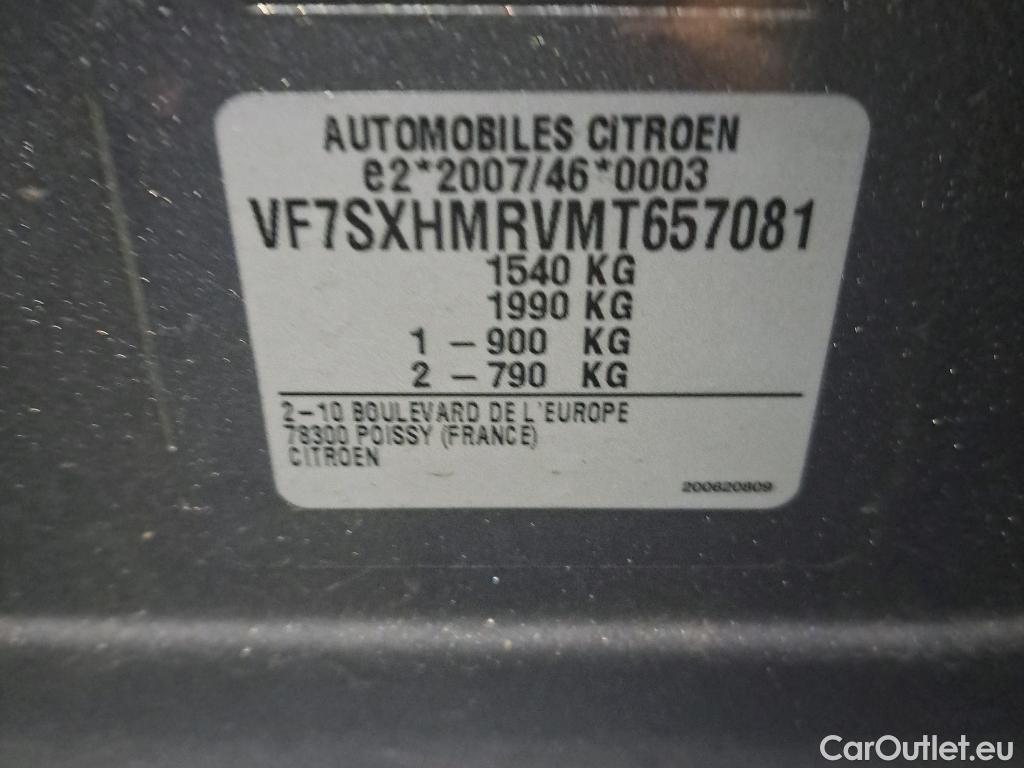 AUTOMOBILES CITROEN
e2*2007/46*0003
VF7SXHMRVMT657081
1540 KG
1990 KG
1 - 900 KG
2 - 790 KG
2-10 BOULEVARD DE L'EUROPE
78300 POISSY (FRANCE)
CITROEN
200620809
CarOutlet.eu